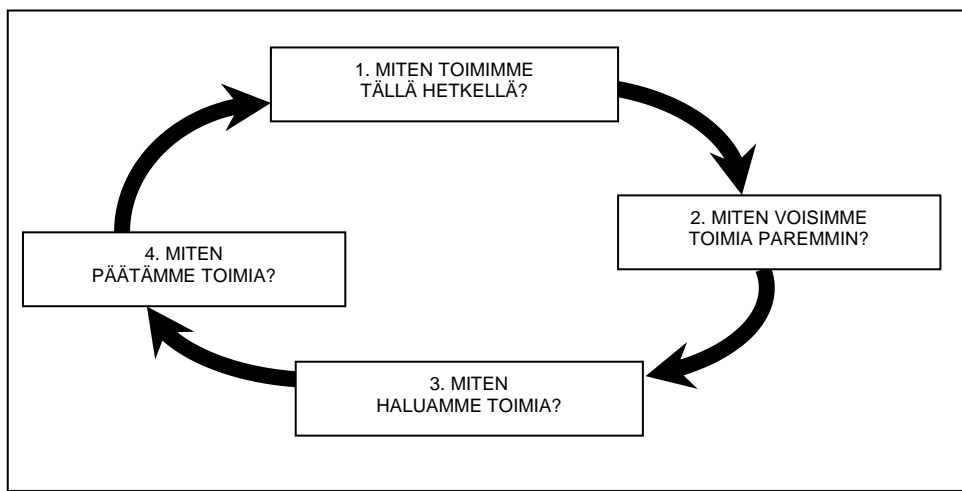 1. MITEN TOIMIMME
TÄLLÄ HETKELLÄ?
2. MITEN VOISIMME
TOIMIA PAREMMIN?
3. MITEN
HALUAMME TOIMIA?
4. MITEN
PÄÄTÄMME TOIMIA?